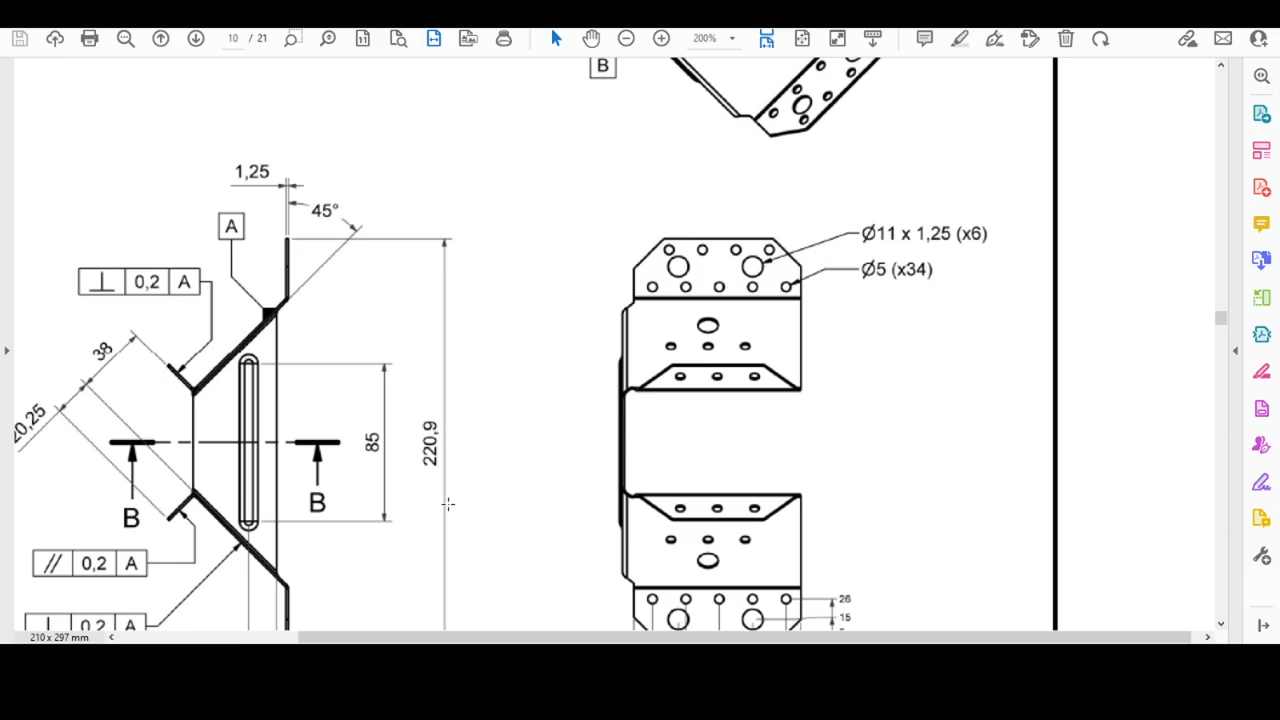 10 / 21
200%
B
1,25
45°
A
⊥ 0,2 A
38
20,25
85
220,9
B B
// 0,2 A
⊥ 0,2 A
Ø11 x 1,25 (x6)
Ø5 (x34)
26
15
210 x 297 mm